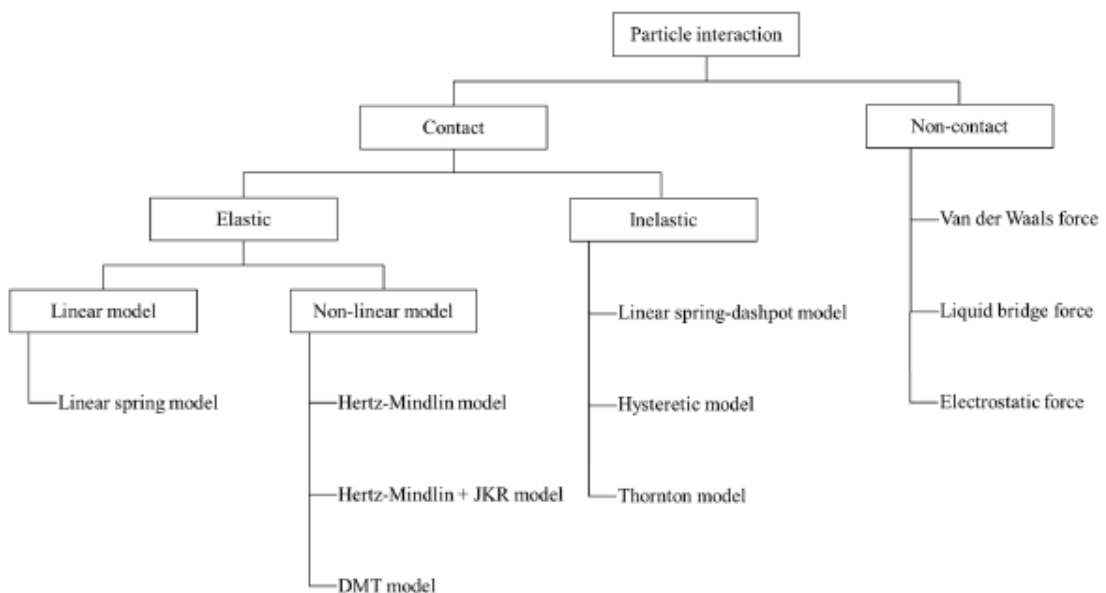 Particle interaction
Contact
Non-contact
Elastic
Inelastic
Van der Waals force
Linear model
Non-linear model
Linear spring-dashpot model
Liquid bridge force
Linear spring model
Hertz-Mindlin model
Hysteretic model
Electrostatic force
Hertz-Mindlin + JKR model
Thornton model
DMT model